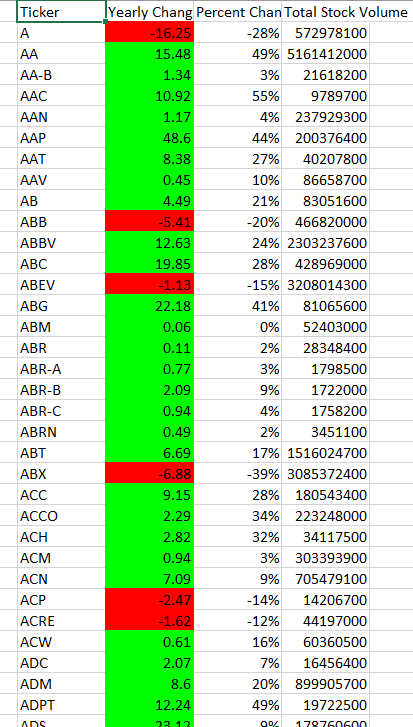 Ticker Yearly Chang Percent Chan Total Stock Volume
A -16.25 -28% 572978100
AA 15.48 49% 5161412000
AA-B 1.34 3% 21618200
AAC 10.92 55% 9789700
AAN 1.17 4% 237929300
AAP 48.6 44% 200376400
AAT 8.38 27% 40207800
AAV 0.45 10% 86658700
AB 4.49 21% 83051600
ABB -5.41 -20% 466820000
ABBV 12.63 24% 2303237600
ABC 19.85 28% 428969000
ABEV -1.13 -15% 3208014300
ABG 22.18 41% 81065600
ABM 0.06 0% 52403000
ABR 0.11 2% 28348400
ABR-A 0.77 3% 1798500
ABR-B 2.09 9% 1722000
ABR-C 0.94 4% 1758200
ABRN 0.49 2% 3451100
ABT 6.69 17% 1516024700
ABX -6.88 -39% 3085372400
ACC 9.15 28% 180543400
ACCO 2.29 34% 223248000
ACH 2.82 32% 34117500
ACM 0.94 3% 303393900
ACN 7.09 9% 705479100
ACP -2.47 -14% 14206700
ACRE -1.62 -12% 44197000
ACW 0.61 16% 60360500
ADC 2.07 7% 16456400
ADM 8.6 20% 899905700
ADPT 12.24 49% 19722500
ADS 23.12 9% 178760600